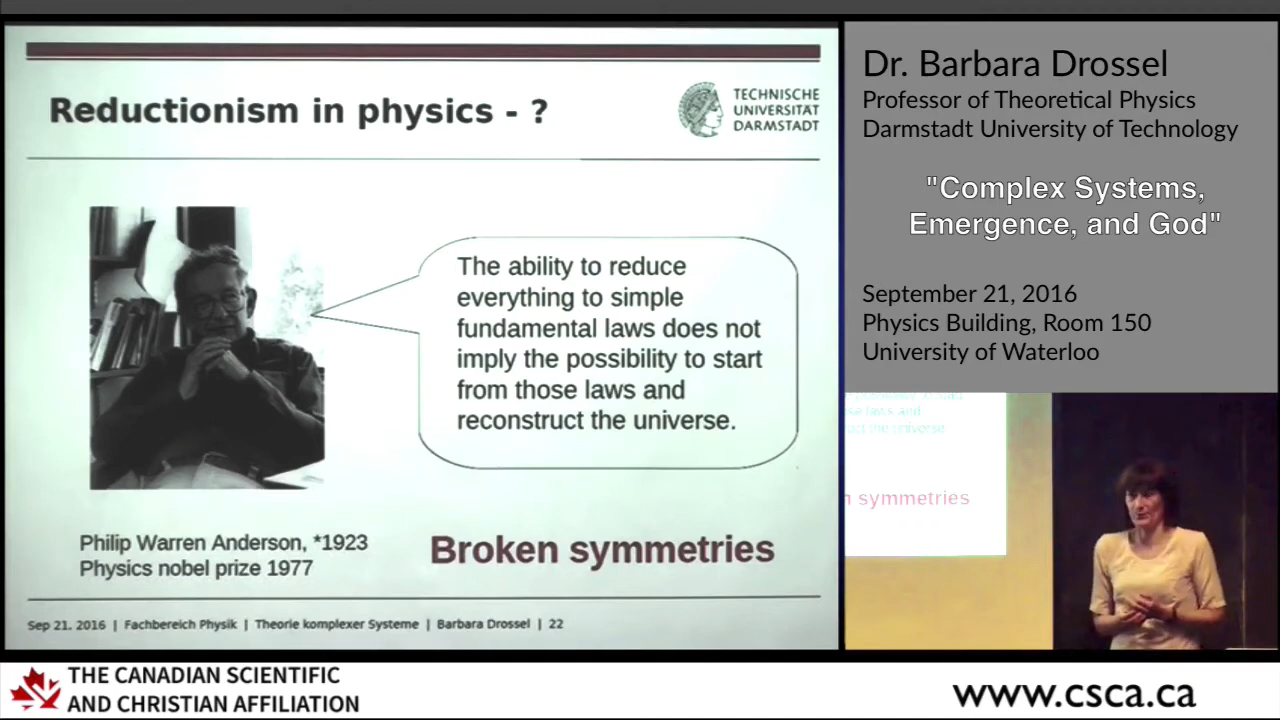 Reductionism in physics - ?
TECHNISCHE
UNIVERSITÄT
DARMSTADT
The ability to reduce
everything to simple
fundamental laws does not
imply the possibility to start
from those laws and
reconstruct the universe.
Philip Warren Anderson, *1923
Physics nobel prize 1977
Broken symmetries
Sep 21. 2016 | Fachbereich Physik | Theorie komplexer Systeme | Barbara Drossel | 22
Dr. Barbara Drossel
Professor of Theoretical Physics
Darmstadt University of Technology
"Complex Systems,
Emergence, and God"
September 21, 2016
Physics Building, Room 150
University of Waterloo
laws and
the universe
symmetries
THE CANADIAN SCIENTIFIC
AND CHRISTIAN AFFILIATION
www.csca.ca